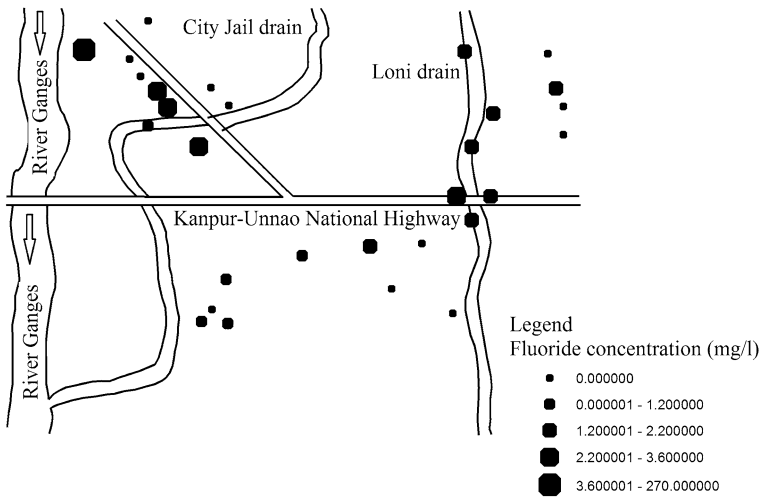 City Jail drain
Loni drain
River Ganges
Kanpur-Unnao National Highway
River Ganges
Legend
Fluoride concentration (mg/l)
0.000000
0.000001 - 1.200000
1.200001 - 2.200000
2.200001 - 3.600000
3.600001 - 270.000000